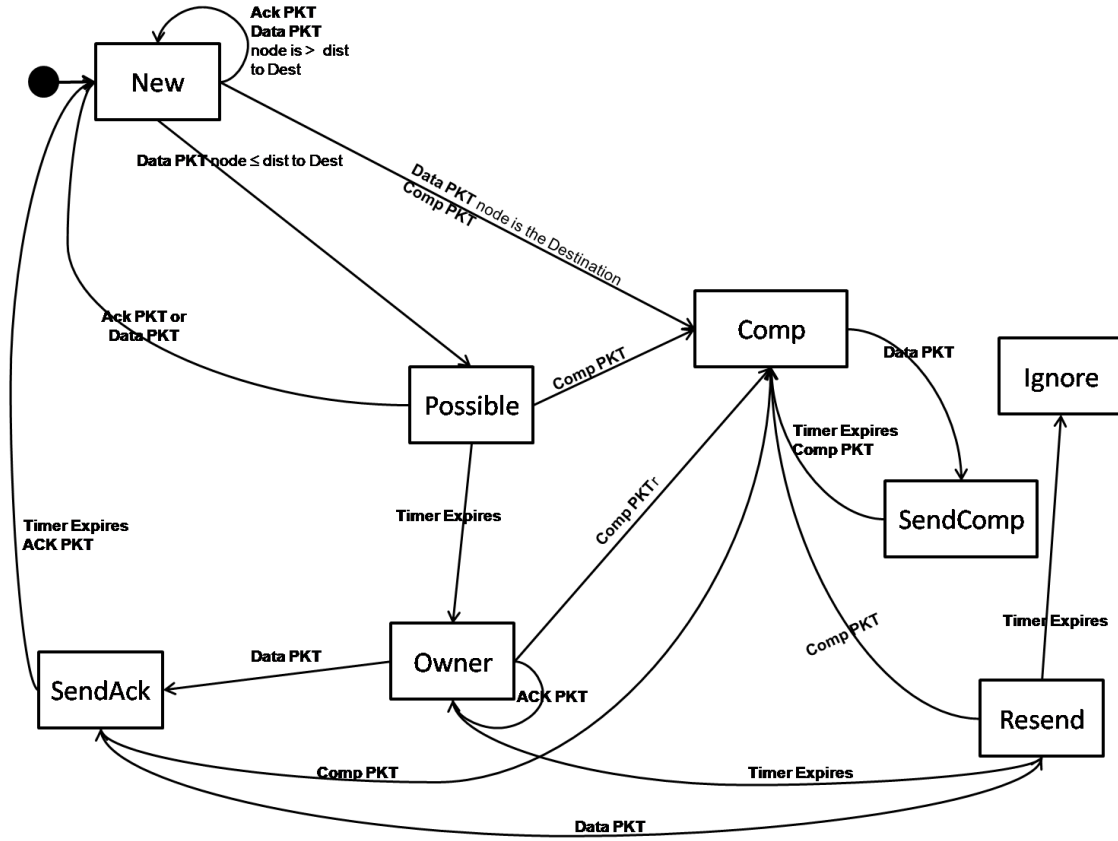 Ack PKT
Data PKT
node is > dist
to Dest
New
Data PKT node ≤ dist to Dest
Data PKT node is the Destination
Comp PKT
Ack PKT or
Data PKT
Comp
Data PKT
Ignore
Comp PKT
Possible
Timer Expires
Comp PKT
SendComp
Comp PKTr
Timer Expires
Timer Expires
ACK PKT
Timer Expires
Comp PKT
Data PKT
Owner
SendAck
ACK PKT
Resend
Comp PKT
Timer Expires
Data PKT